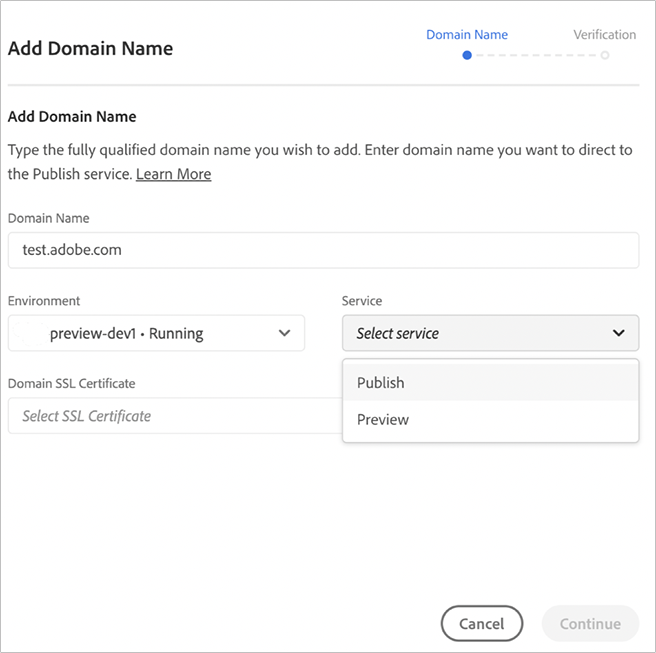 Add Domain Name
Domain Name
Verification
Add Domain Name
Type the fully qualified domain name you wish to add. Enter domain name you want to direct to
the Publish service. Learn More
Domain Name
test.adobe.com
Environment
Service
preview-dev1 • Running
Select service
Domain SSL Certificate
Publish
Select SSL Certificate
Preview
Cancel
Continue